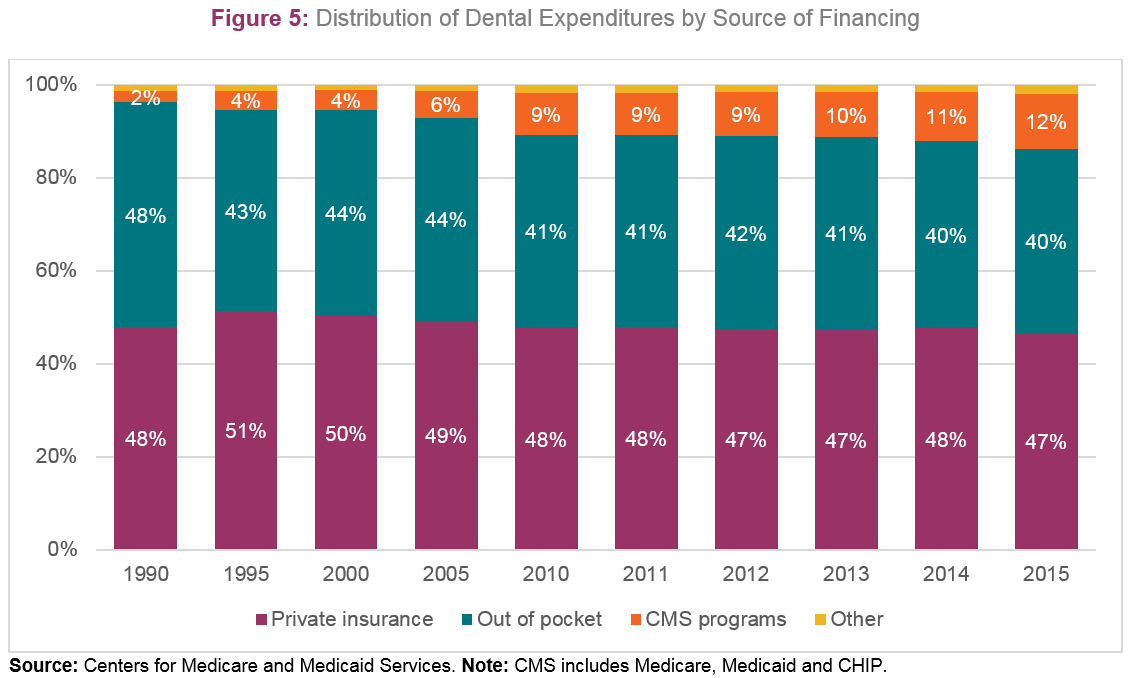 Figure 5: Distribution of Dental Expenditures by Source of Financing
100%
80%
60%
40%
20%
0%
2% 4% 4% 6% 9% 9% 9% 10% 11% 12%
48% 43% 44% 44% 41% 41% 42% 41% 40% 40%
48% 51% 50% 49% 48% 48% 47% 47% 48% 47%
1990 1995 2000 2005 2010 2011 2012 2013 2014 2015
Private insurance Out of pocket CMS programs Other
Source: Centers for Medicare and Medicaid Services. Note: CMS includes Medicare, Medicaid and CHIP.